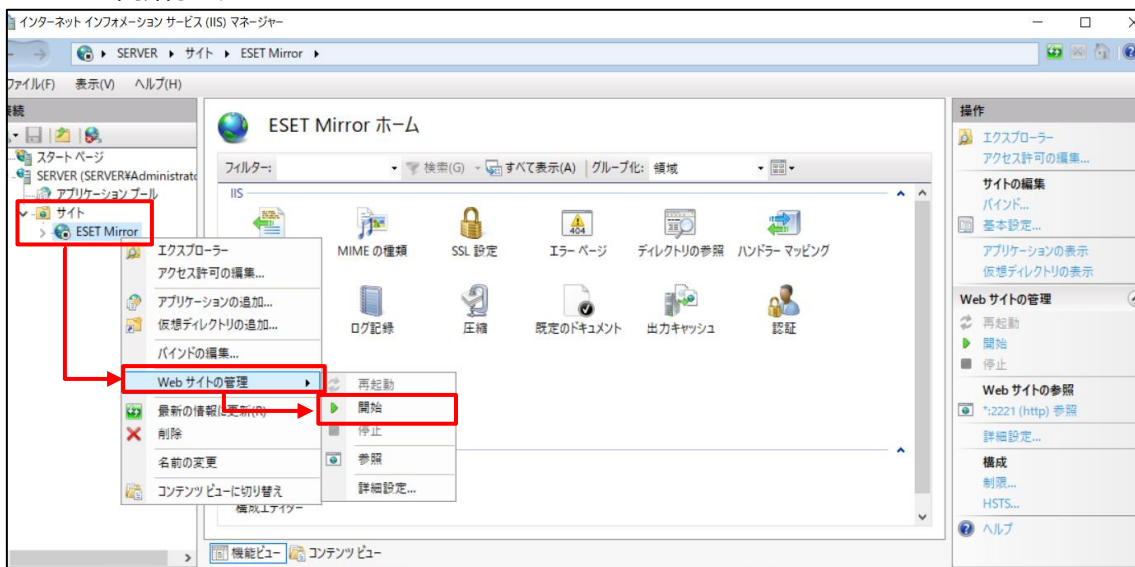 インターネット インフォメーション サービス (IIS) マネージャー
SERVER サイト ESET Mirror
ファイル(F) 表示(V) ヘルプ(H)
接続
スタート ページ
SERVER (SERVER¥Administrato
アプリケーション プール
サイト
ESET Mirror
エクスプローラー
アクセス許可の編集...
アプリケーションの追加...
仮想ディレクトリの追加...
バインドの編集...
Web サイトの管理
最新の情報に更新(R)
削除
名前の変更
コンテンツ ビューに切り替え
再起動
開始
停止
参照
詳細設定...
ESET Mirror ホーム
フィルター: 検索(G) すべて表示(A) グループ化: 領域
IIS
MIME の種類 SSL 設定 エラー ページ ディレクトリの参照 ハンドラー マッピング
404
ログ記録 圧縮 既定のドキュメント 出力キャッシュ 認証
構成エディター
機能ビュー コンテンツ ビュー
操作
エクスプローラー
アクセス許可の編集...
サイトの編集
バインド...
基本設定...
アプリケーションの表示
仮想ディレクトリの表示
Web サイトの管理
再起動
開始
停止
Web サイトの参照
*:2221 (http) 参照
詳細設定...
構成
制限...
HSTS...
ヘルプ